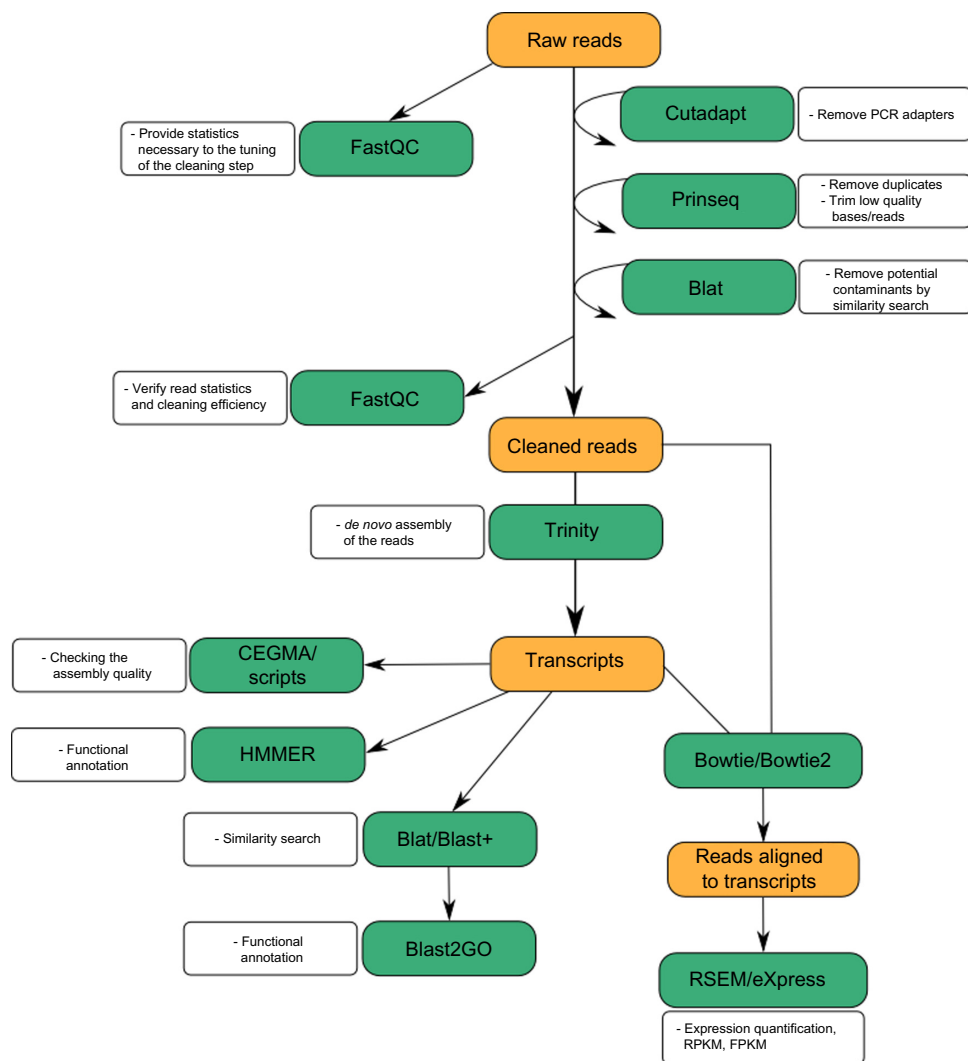 Raw reads
Cutadapt
- Remove PCR adapters
- Provide statistics
necessary to the tuning
of the cleaning step
FastQC
Prinseq
- Remove duplicates
- Trim low quality
bases/reads
Blat
- Remove potential
contaminants by
similarity search
- Verify read statistics
and cleaning efficiency
FastQC
Cleaned reads
- de novo assembly
of the reads
Trinity
- Checking the
assembly quality
CEGMA/
scripts
Transcripts
- Functional
annotation
HMMER
Bowtie/Bowtie2
- Similarity search
Blat/Blast+
Reads aligned
to transcripts
- Functional
annotation
Blast2GO
RSEM/eXpress
- Expression quantification,
RPKM, FPKM